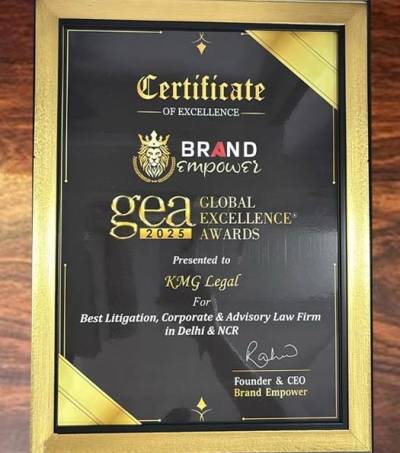 Certificate
OF EXCELLENCE
BRAND
empower
gea
2025
GLOBAL
EXCELLENCE®
AWARDS
Presented to
KMG Legal
For
Best Litigation, Corporate & Advisory Law Firm
in Delhi & NCR
Founder & CEO
Brand Empower